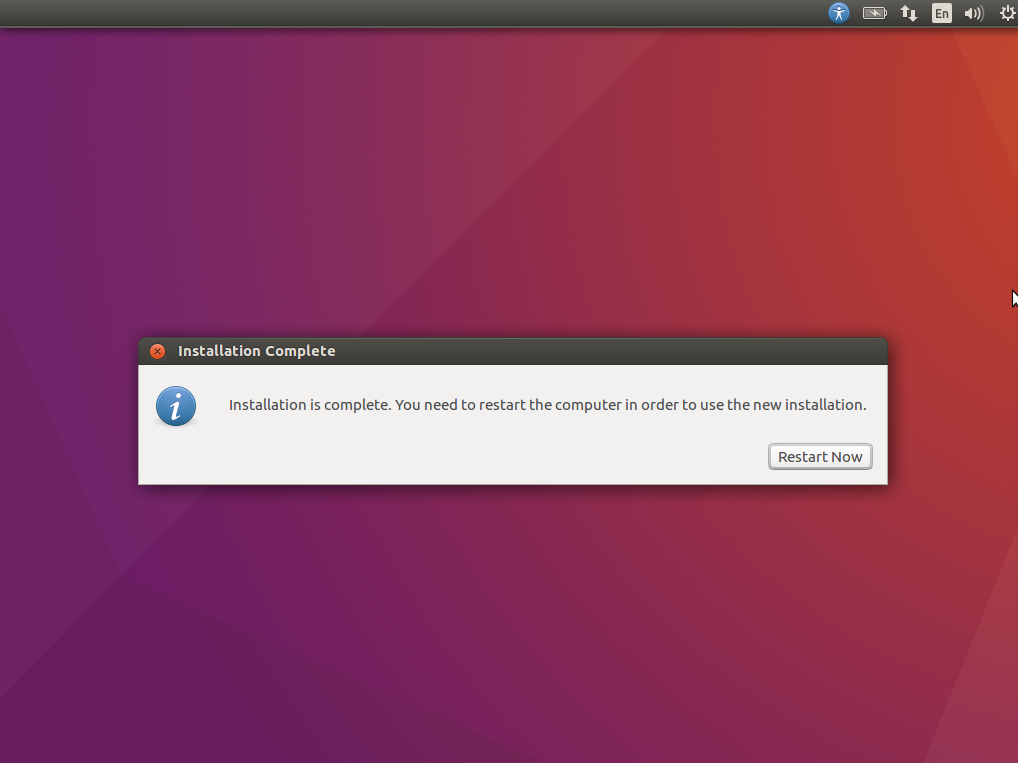 En
Installation Complete
Installation is complete. You need to restart the computer in order to use the new installation.
Restart Now